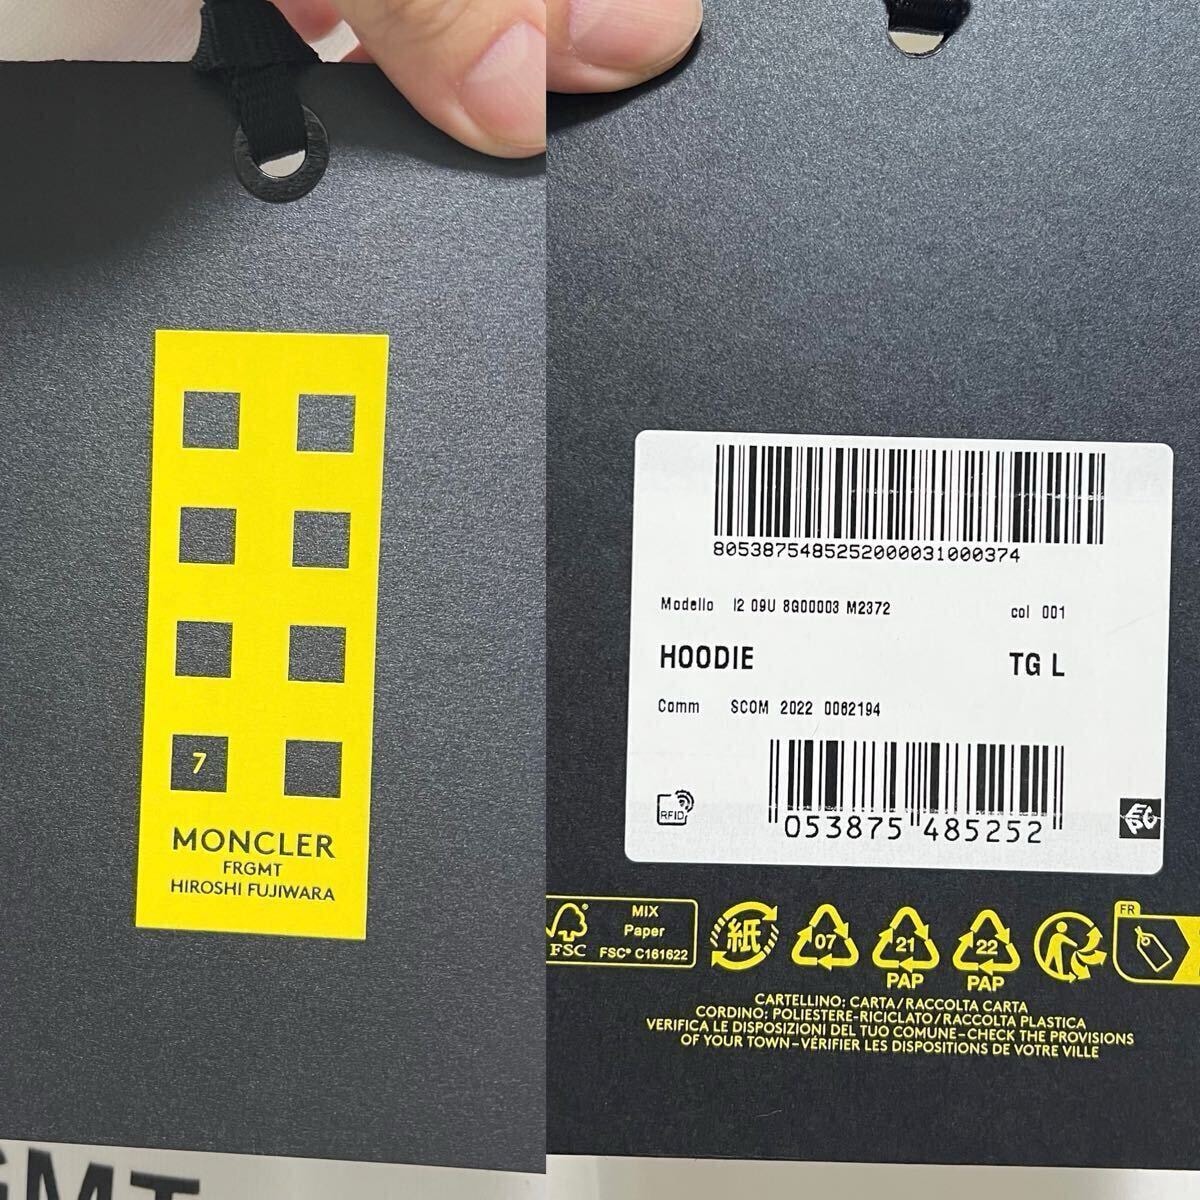 7
MONCLER
FRGMT
HIROSHI FUJIWARA
GMT
8053875485252000031000374
Modello I2 09U 8G00003 M2372 col 001
HOODIE TG L
Comm SCOM 2022 0062194
RFID
053875 485252
FSC
MIX
Paper
FSC® C161622
紙
07
21
PAP
22
PAP
FR
CARTELLINO: CARTA/RACCOLTA CARTA
CORDINO: POLIESTERE-RICICLATO/RACCOLTA PLASTICA
VERIFICA LE DISPOSIZIONI DEL TUO COMUNE-CHECK THE PROVISIONS
OF YOUR TOWN-VÉRIFIER LES DISPOSITIONS DE VOTRE VILLE